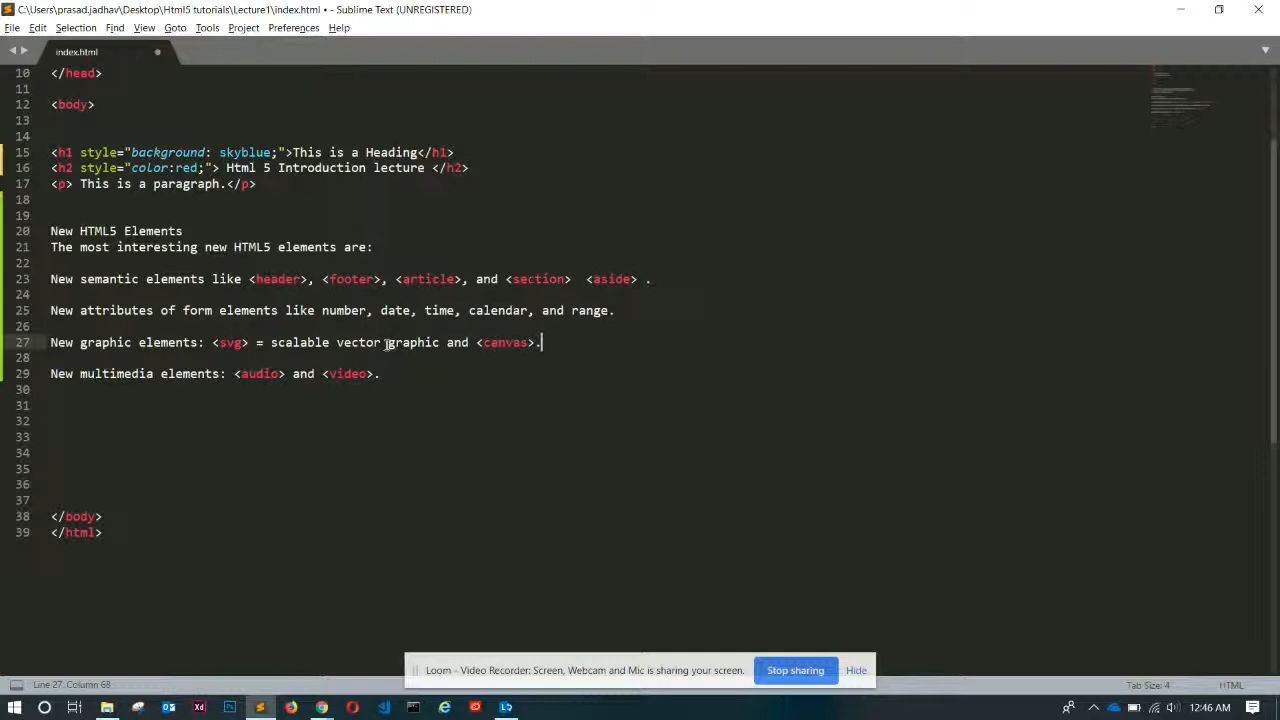 C:\Users\prasad.jadhav\Desktop\Html5 tutorials\Lecture1\index.html • - Sublime Text (UNREGISTERED)
File Edit Selection Find View Goto Tools Project Preferences Help
index.html
10 </head>
11
12 <body>
13
14
15 <h1 style="background: skyblue;">This is a Heading</h1>
16 <h2 style="color:red;"> Html 5 Introduction lecture </h2>
17 <p> This is a paragraph.</p>
18
19
20 New HTML5 Elements
21 The most interesting new HTML5 elements are:
22
23 New semantic elements like <header>, <footer>, <article>, and <section>  <aside> .
24
25 New attributes of form elements like number, date, time, calendar, and range.
26
27 New graphic elements: <svg> = scalable vector graphic and <canvas>.
28
29 New multimedia elements: <audio> and <video>.
30
31
32
33
34
35
36
37
38 </body>
39 </html>
Loom - Video Recorder: Screen, Webcam and Mic is sharing your screen. Stop sharing Hide
Line 27, Column 68 Tab Size: 4 HTML
12:46 AM